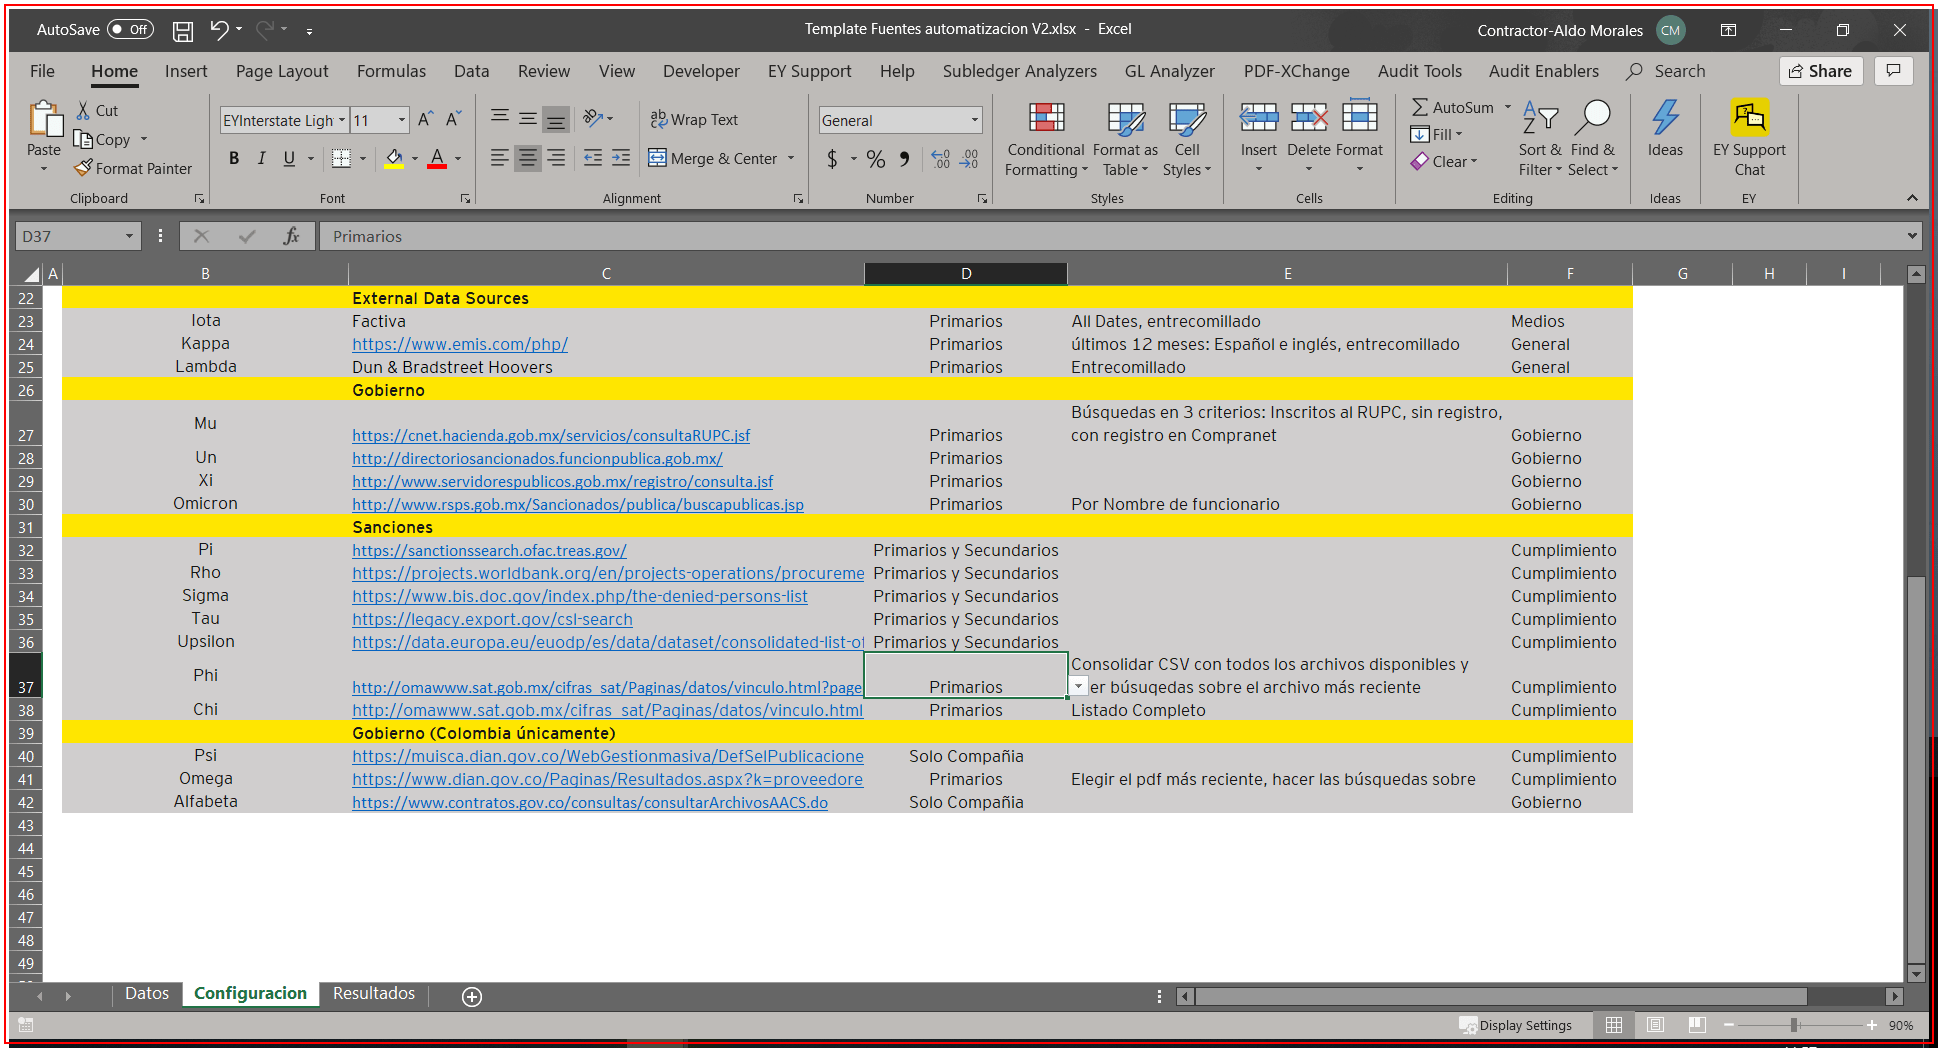 AutoSave Off Template Fuentes automatizacion V2.xlsx - Excel Contractor-Aldo Morales CM
File Home Insert Page Layout Formulas Data Review View Developer EY Support Help Subledger Analyzers GL Analyzer PDF-XChange Audit Tools Audit Enablers Search Share
Paste
Cut
Copy
Format Painter
Clipboard
EYInterstate Ligh 11
B I U
Font
Wrap Text
Merge & Center
Alignment
General
$ % ,
Number
Conditional Formatting
Format as Table
Cell Styles
Styles
Insert Delete Format
Cells
AutoSum
Fill
Clear
Sort & Filter
Find & Select
Editing
Ideas
Ideas
EY Support Chat
EY
D37 fx Primarios
A B C D E F G H I
22 External Data Sources
23 Iota Factiva Primarios All Dates, entrecomillado Medios
24 Kappa https://www.emis.com/php/ Primarios últimos 12 meses: Español e inglés, entrecomillado General
25 Lambda Dun & Bradstreet Hoovers Primarios Entrecomillado General
26 Gobierno
27 Mu https://cnet.hacienda.gob.mx/servicios/consultaRUPC.jsf Primarios Búsquedas en 3 criterios: Inscritos al RUPC, sin registro, con registro en Compranet Gobierno
28 Un http://directoriosancionados.funcionpublica.gob.mx/ Primarios Gobierno
29 Xi http://www.servidorespublicos.gob.mx/registro/consulta.jsf Primarios Gobierno
30 Omicron http://www.rsps.gob.mx/Sancionados/publica/buscapublicas.jsp Primarios Por Nombre de funcionario Gobierno
31 Sanciones
32 Pi https://sanctionssearch.ofac.treas.gov/ Primarios y Secundarios Cumplimiento
33 Rho https://projects.worldbank.org/en/projects-operations/procureme Primarios y Secundarios Cumplimiento
34 Sigma https://www.bis.doc.gov/index.php/the-denied-persons-list Primarios y Secundarios Cumplimiento
35 Tau https://legacy.export.gov/csl-search Primarios y Secundarios Cumplimiento
36 Upsilon https://data.europa.eu/euodp/es/data/dataset/consolidated-list-of Primarios y Secundarios Cumplimiento
37 Phi http://omawww.sat.gob.mx/cifras_sat/Paginas/datos/vinculo.html?page Primarios Consolidar CSV con todos los archivos disponibles y er búsuqedas sobre el archivo más reciente Cumplimiento
38 Chi http://omawww.sat.gob.mx/cifras_sat/Paginas/datos/vinculo.html Primarios Listado Completo Cumplimiento
39 Gobierno (Colombia únicamente)
40 Psi https://muisca.dian.gov.co/WebGestionmasiva/DefSelPublicacione Solo Compañia Cumplimiento
41 Omega https://www.dian.gov.co/Paginas/Resultados.aspx?k=proveedore Primarios Elegir el pdf más reciente, hacer las búsquedas sobre Cumplimiento
42 Alfabeta https://www.contratos.gov.co/consultas/consultarArchivosAACS.do Solo Compañia Gobierno
43
44
45
46
47
48
49
Datos Configuracion Resultados
Display Settings 90%